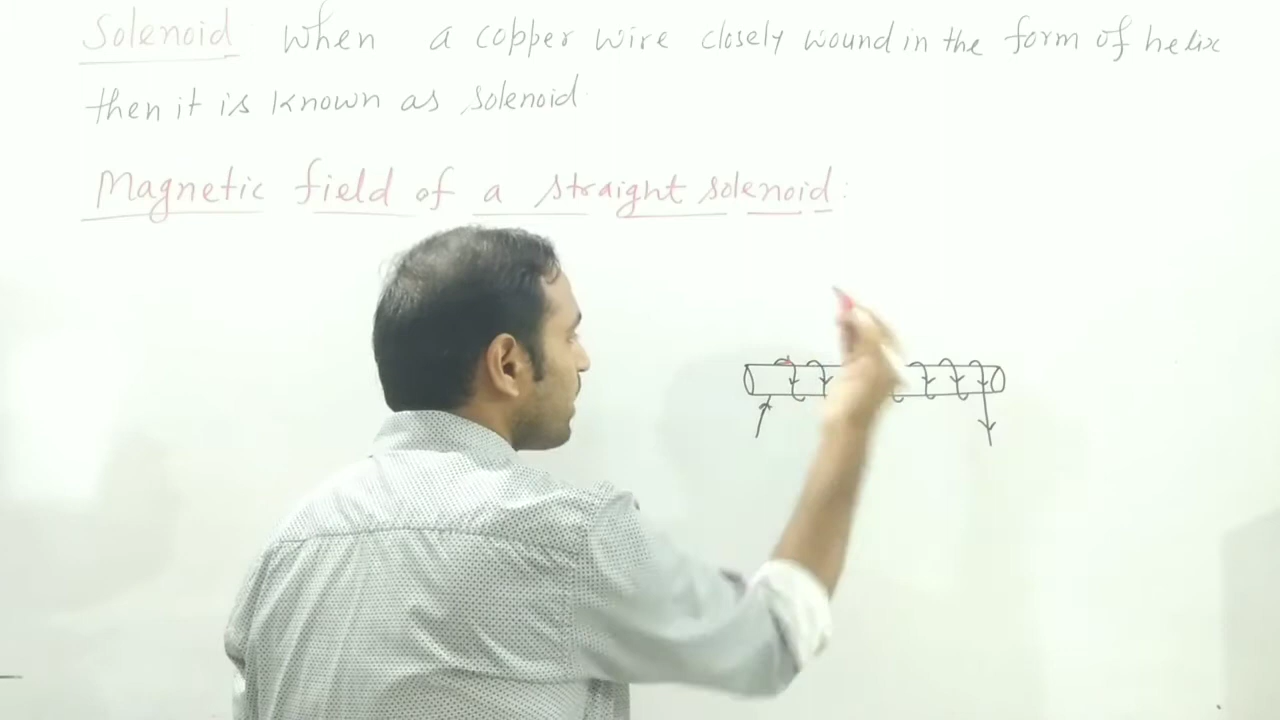 Solenoid When a copper wire closely wound in the form of helix
then it is known as solenoid.
Magnetic field of a straight solenoid: